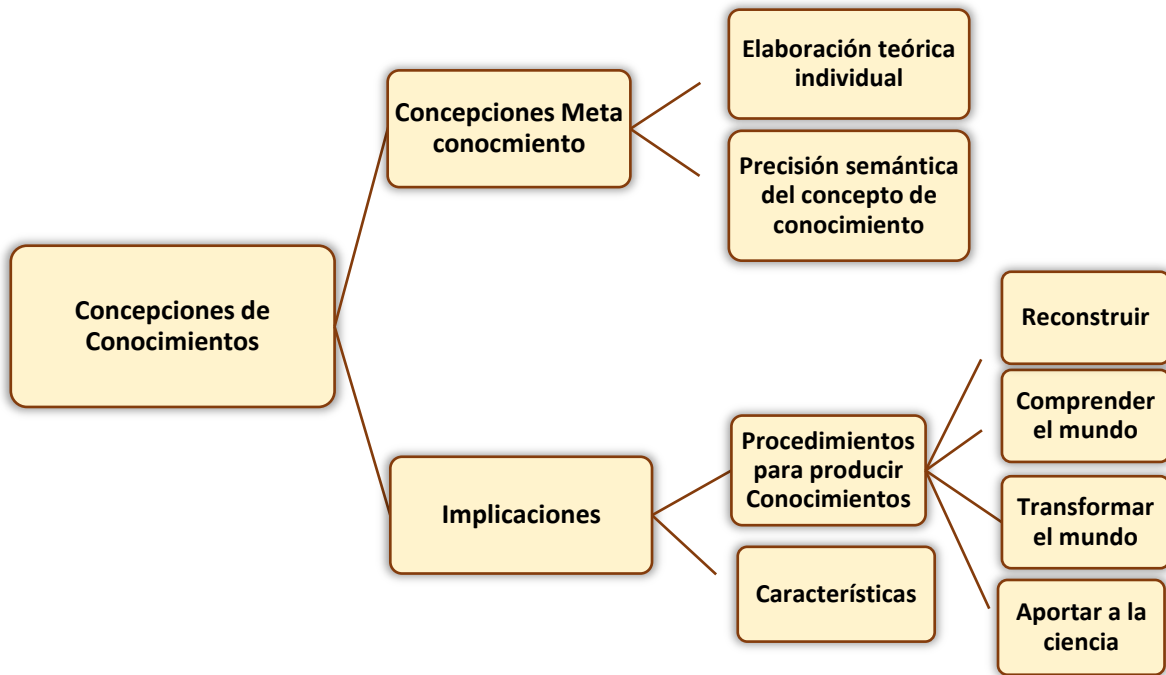 Concepciones de
Conocimientos
Concepciones Meta
conocmiento
Elaboración teórica
individual
Precisión semántica
del concepto de
conocimiento
Implicaciones
Procedimientos
para producir
Conocimientos
Reconstruir
Comprender
el mundo
Transformar
el mundo
Aportar a la
ciencia
Características